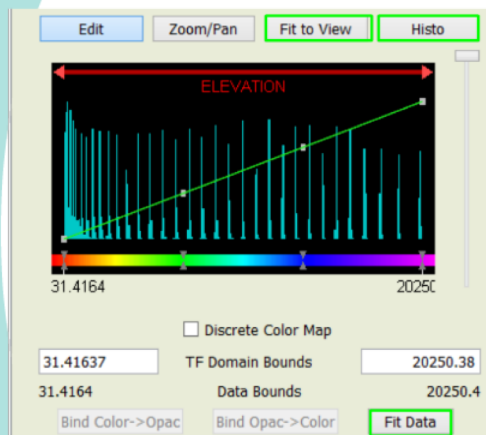 Edit Zoom/Pan Fit to View Histo
ELEVATION
31.4164 2025
Discrete Color Map
31.41637 TF Domain Bounds 20250.38
31.4164 Data Bounds 20250.4
Bind Color->Opac Bind Opac->Color Fit Data